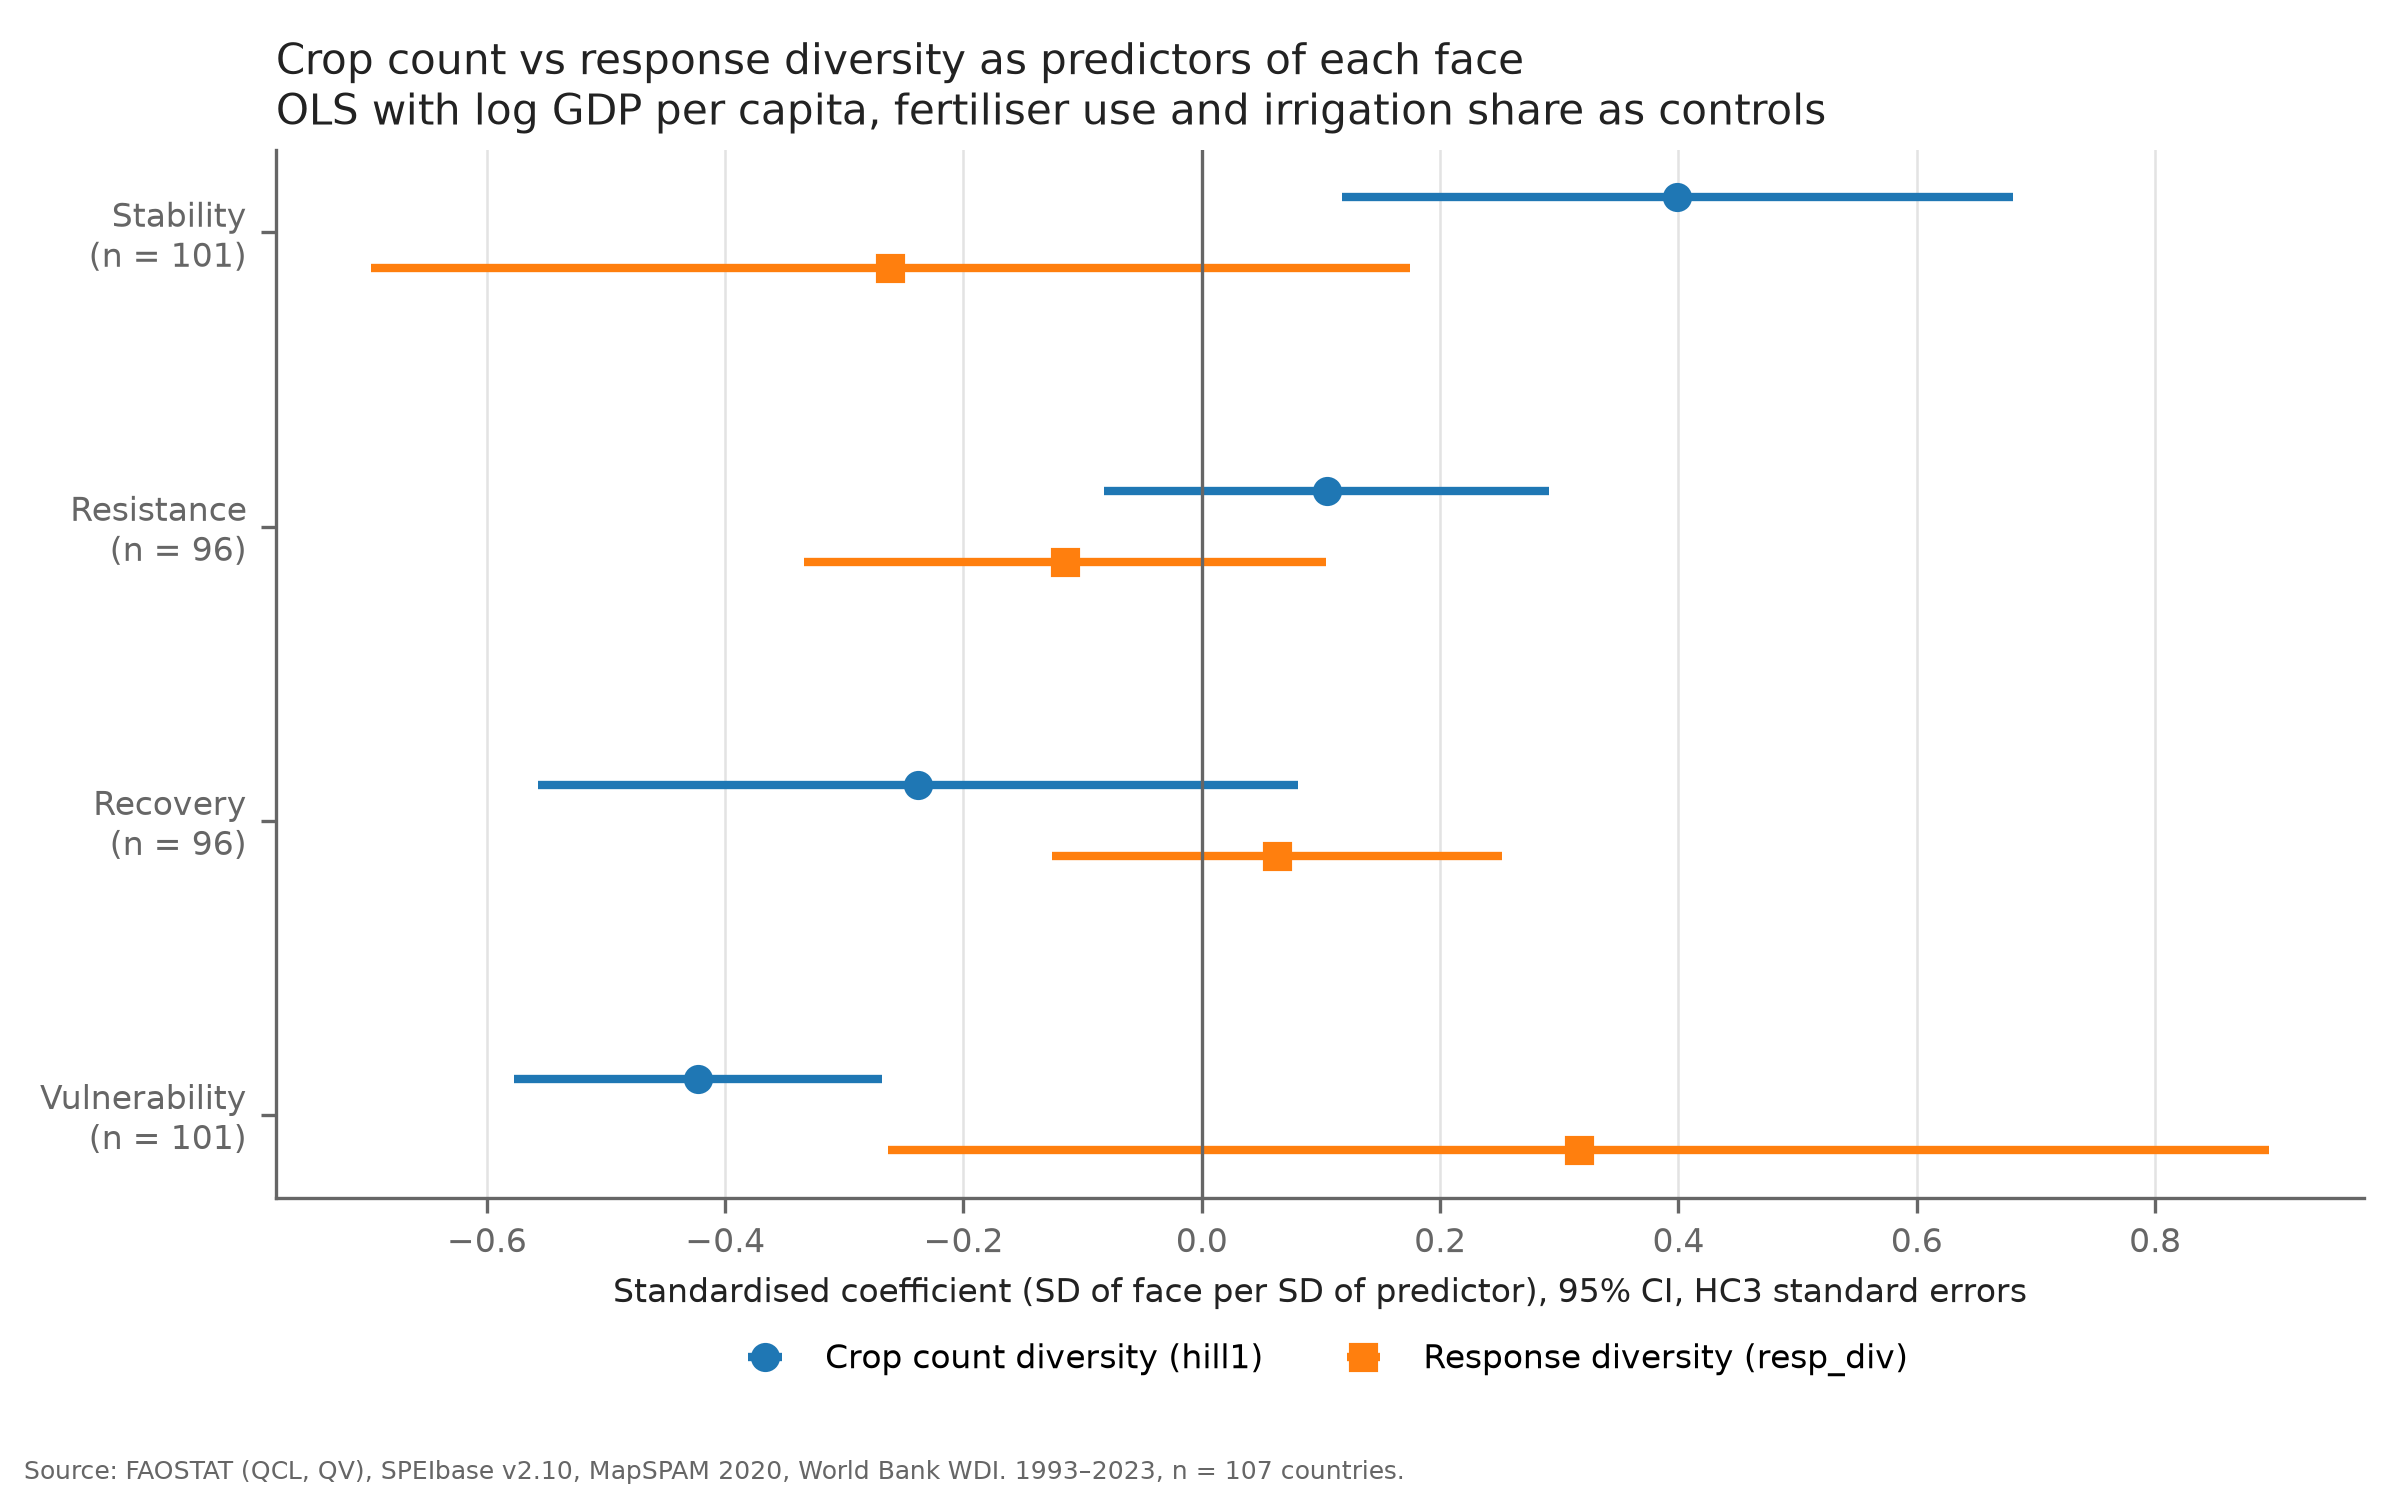 Crop count vs response diversity as predictors of each face
OLS with log GDP per capita, fertiliser use and irrigation share as controls
Stability
(n = 101)
Resistance
(n = 96)
Recovery
(n = 96)
Vulnerability
(n = 101)
−0.6 −0.4 −0.2 0.0 0.2 0.4 0.6 0.8
Standardised coefficient (SD of face per SD of predictor), 95% CI, HC3 standard errors
Crop count diversity (hill1) Response diversity (resp_div)
Source: FAOSTAT (QCL, QV), SPEIbase v2.10, MapSPAM 2020, World Bank WDI. 1993–2023, n = 107 countries.